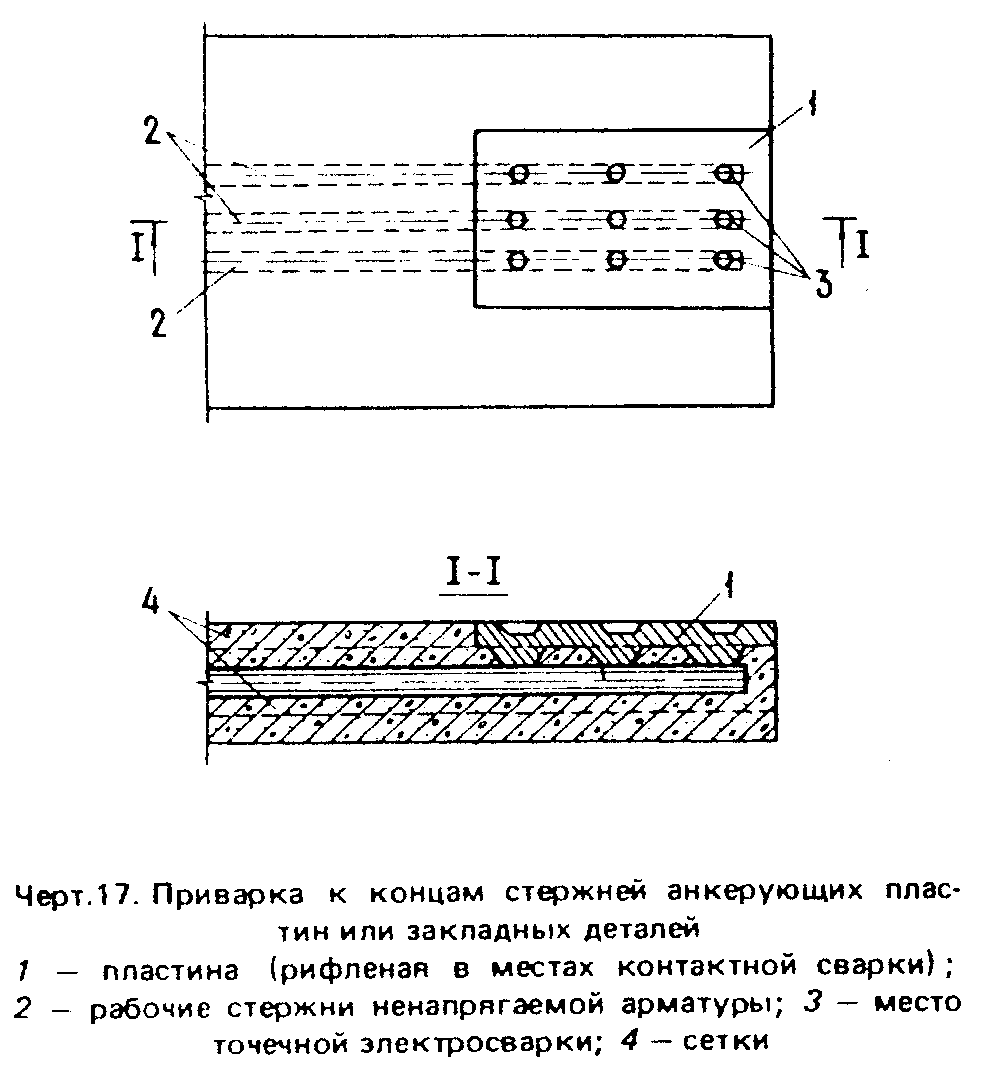 1
2
I
I
3
2
I-I
4
1
Черт.17. Приварка к концам стержней анкерующих плас-
тин или закладных деталей
1 — пластина (рифленая в местах контактной сварки);
2 — рабочие стержни ненапрягаемой арматуры; 3 — место
точечной электросварки; 4 — сетки